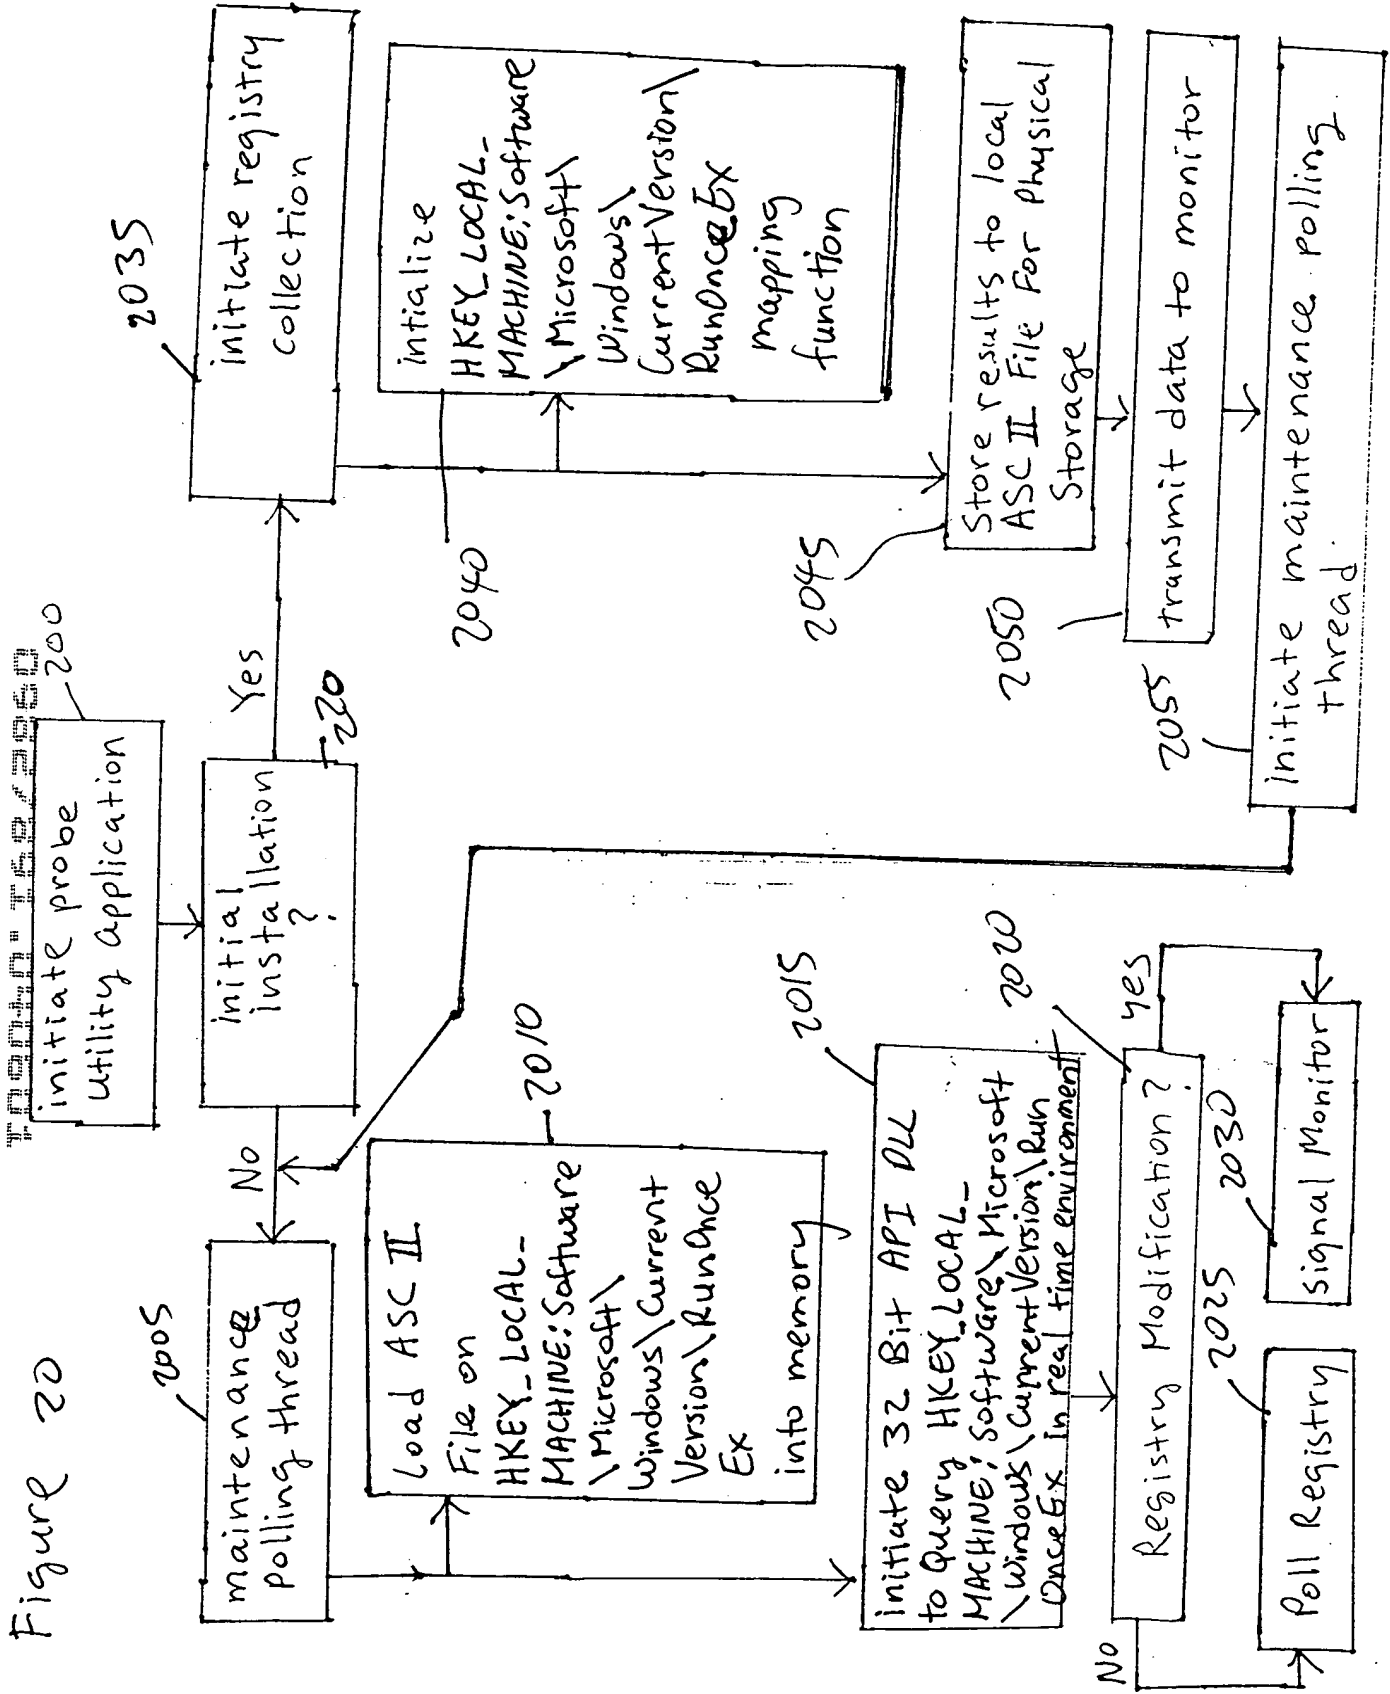 Figure 20
initiate probe
utility application
200
initial
installation
?
220
Yes
No
maintenance
polling thread
2005
Load ASC II
File on
HKEY_LOCAL_
MACHINE:Software
\Microsoft\
Windows\Current
Version\RunOnce
Ex
into memory
2010
initiate 32 Bit API DLL
to Query HKEY_LOCAL_
MACHINE:Software\Microsoft
\Windows\CurrentVersion\Run
OnceEx in real time environment
2015
Registry Modification?
2020
No
yes
Poll Registry
2025
Signal Monitor
2030
initiate registry
collection
2035
intialize
HKEY_LOCAL_
MACHINE:Software
\Microsoft\
Windows\
CurrentVersion\
RunOnceEx
mapping
function
2040
Store results to local
ASC II File For physical
Storage
2045
transmit data to monitor
2050
initiate maintenance polling
thread.
2055